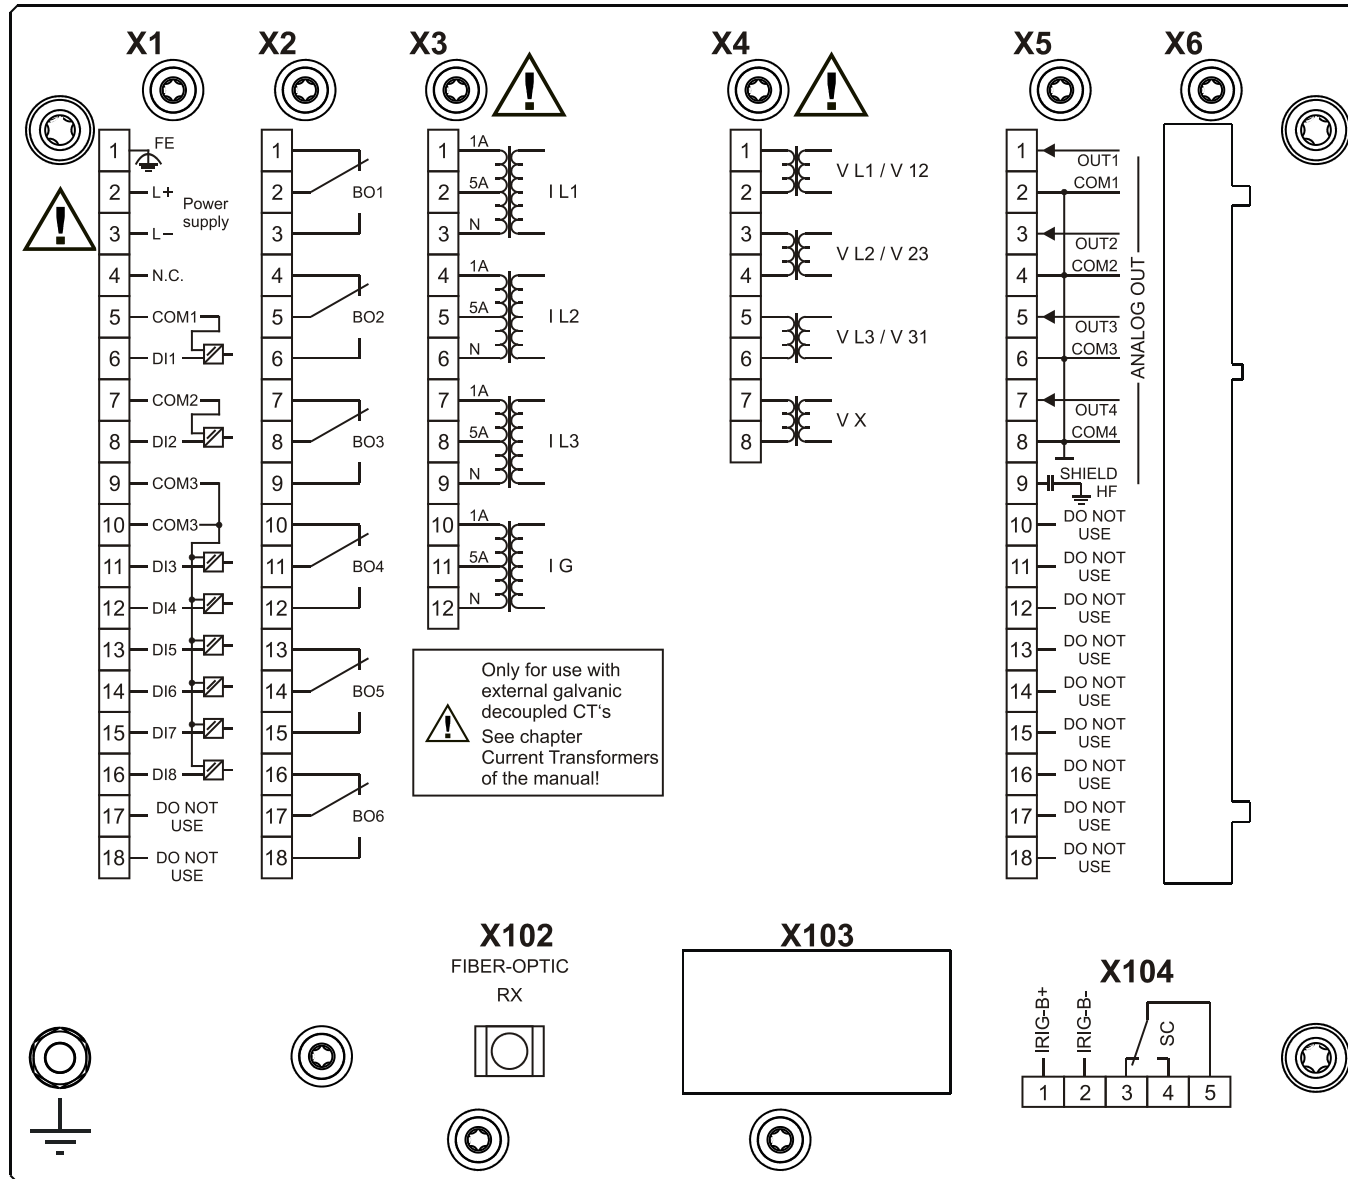 X1
1
FE
2
L+
Power
supply
3
L−
4
N.C.
5
COM1
6
DI1
7
COM2
8
DI2
9
COM3
10
COM3
11
DI3
12
DI4
13
DI5
14
DI6
15
DI7
16
DI8
17
DO NOT
USE
18
DO NOT
USE
X2
1
2
BO1
3
4
5
BO2
6
7
8
BO3
9
10
11
BO4
12
13
14
BO5
15
16
17
BO6
18
X3
!
1
1A
2
5A
I L1
3
N
4
1A
5
5A
I L2
6
N
7
1A
8
5A
I L3
9
N
10
1A
11
5A
I G
12
N
!
Only for use with
external galvanic
decoupled CT‘s
See chapter
Current Transformers
of the manual!
!
X4
!
1
V L1 / V 12
2
3
V L2 / V 23
4
5
V L3 / V 31
6
7
V X
8
X5
1
OUT1
2
COM1
3
OUT2
4
COM2
5
OUT3
6
COM3
7
OUT4
8
COM4
ANALOG OUT
9
SHIELD
HF
10
DO NOT
USE
11
DO NOT
USE
12
DO NOT
USE
13
DO NOT
USE
14
DO NOT
USE
15
DO NOT
USE
16
DO NOT
USE
17
DO NOT
USE
18
DO NOT
USE
X6
X102
FIBER-OPTIC
RX
X103
X104
IRIG-B+
IRIG-B-
SC
1 2 3 4 5